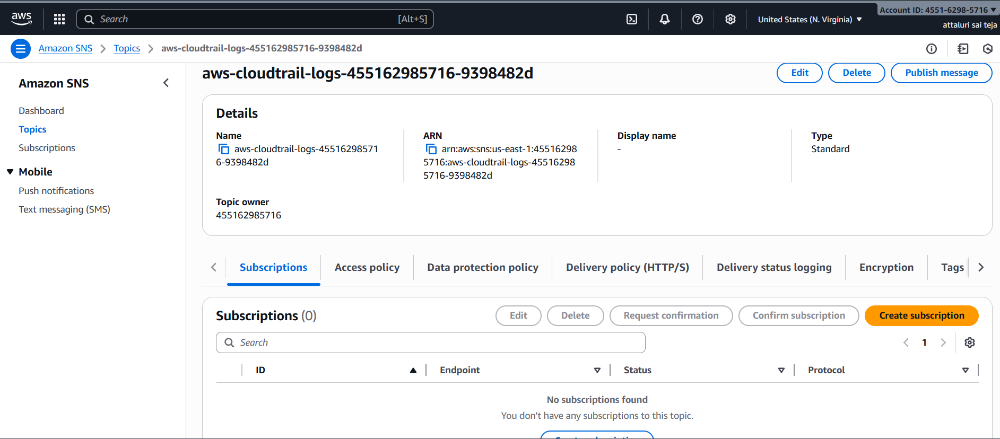 aws
Search [Alt+S]
United States (N. Virginia)
Account ID: 4551-6298-5716
attaluri sai teja
Amazon SNS Topics aws-cloudtrail-logs-455162985716-9398482d
Amazon SNS
Dashboard
Topics
Subscriptions
Mobile
Push notifications
Text messaging (SMS)
aws-cloudtrail-logs-455162985716-9398482d
Edit Delete Publish message
Details
Name
aws-cloudtrail-logs-45516298571
6-9398482d
ARN
arn:aws:sns:us-east-1:45516298
5716:aws-cloudtrail-logs-45516298
5716-9398482d
Display name
-
Type
Standard
Topic owner
455162985716
Subscriptions Access policy Data protection policy Delivery policy (HTTP/S) Delivery status logging Encryption Tags
Subscriptions (0)
Edit Delete Request confirmation Confirm subscription Create subscription
Search
1
ID Endpoint Status Protocol
No subscriptions found
You don't have any subscriptions to this topic.